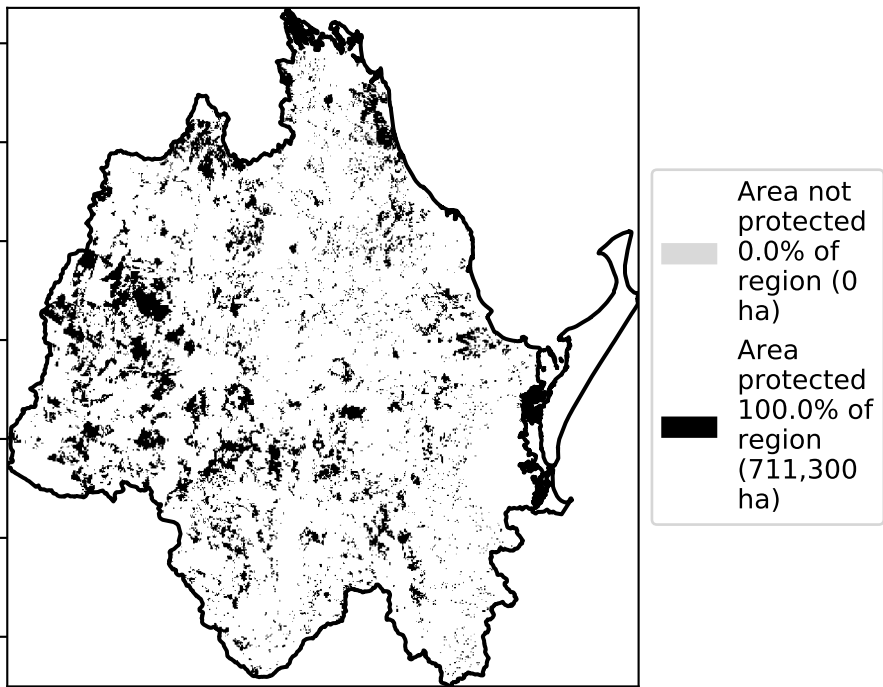 Area not
protected
0.0% of
region (0
ha)
Area
protected
100.0% of
region
(711,300
ha)